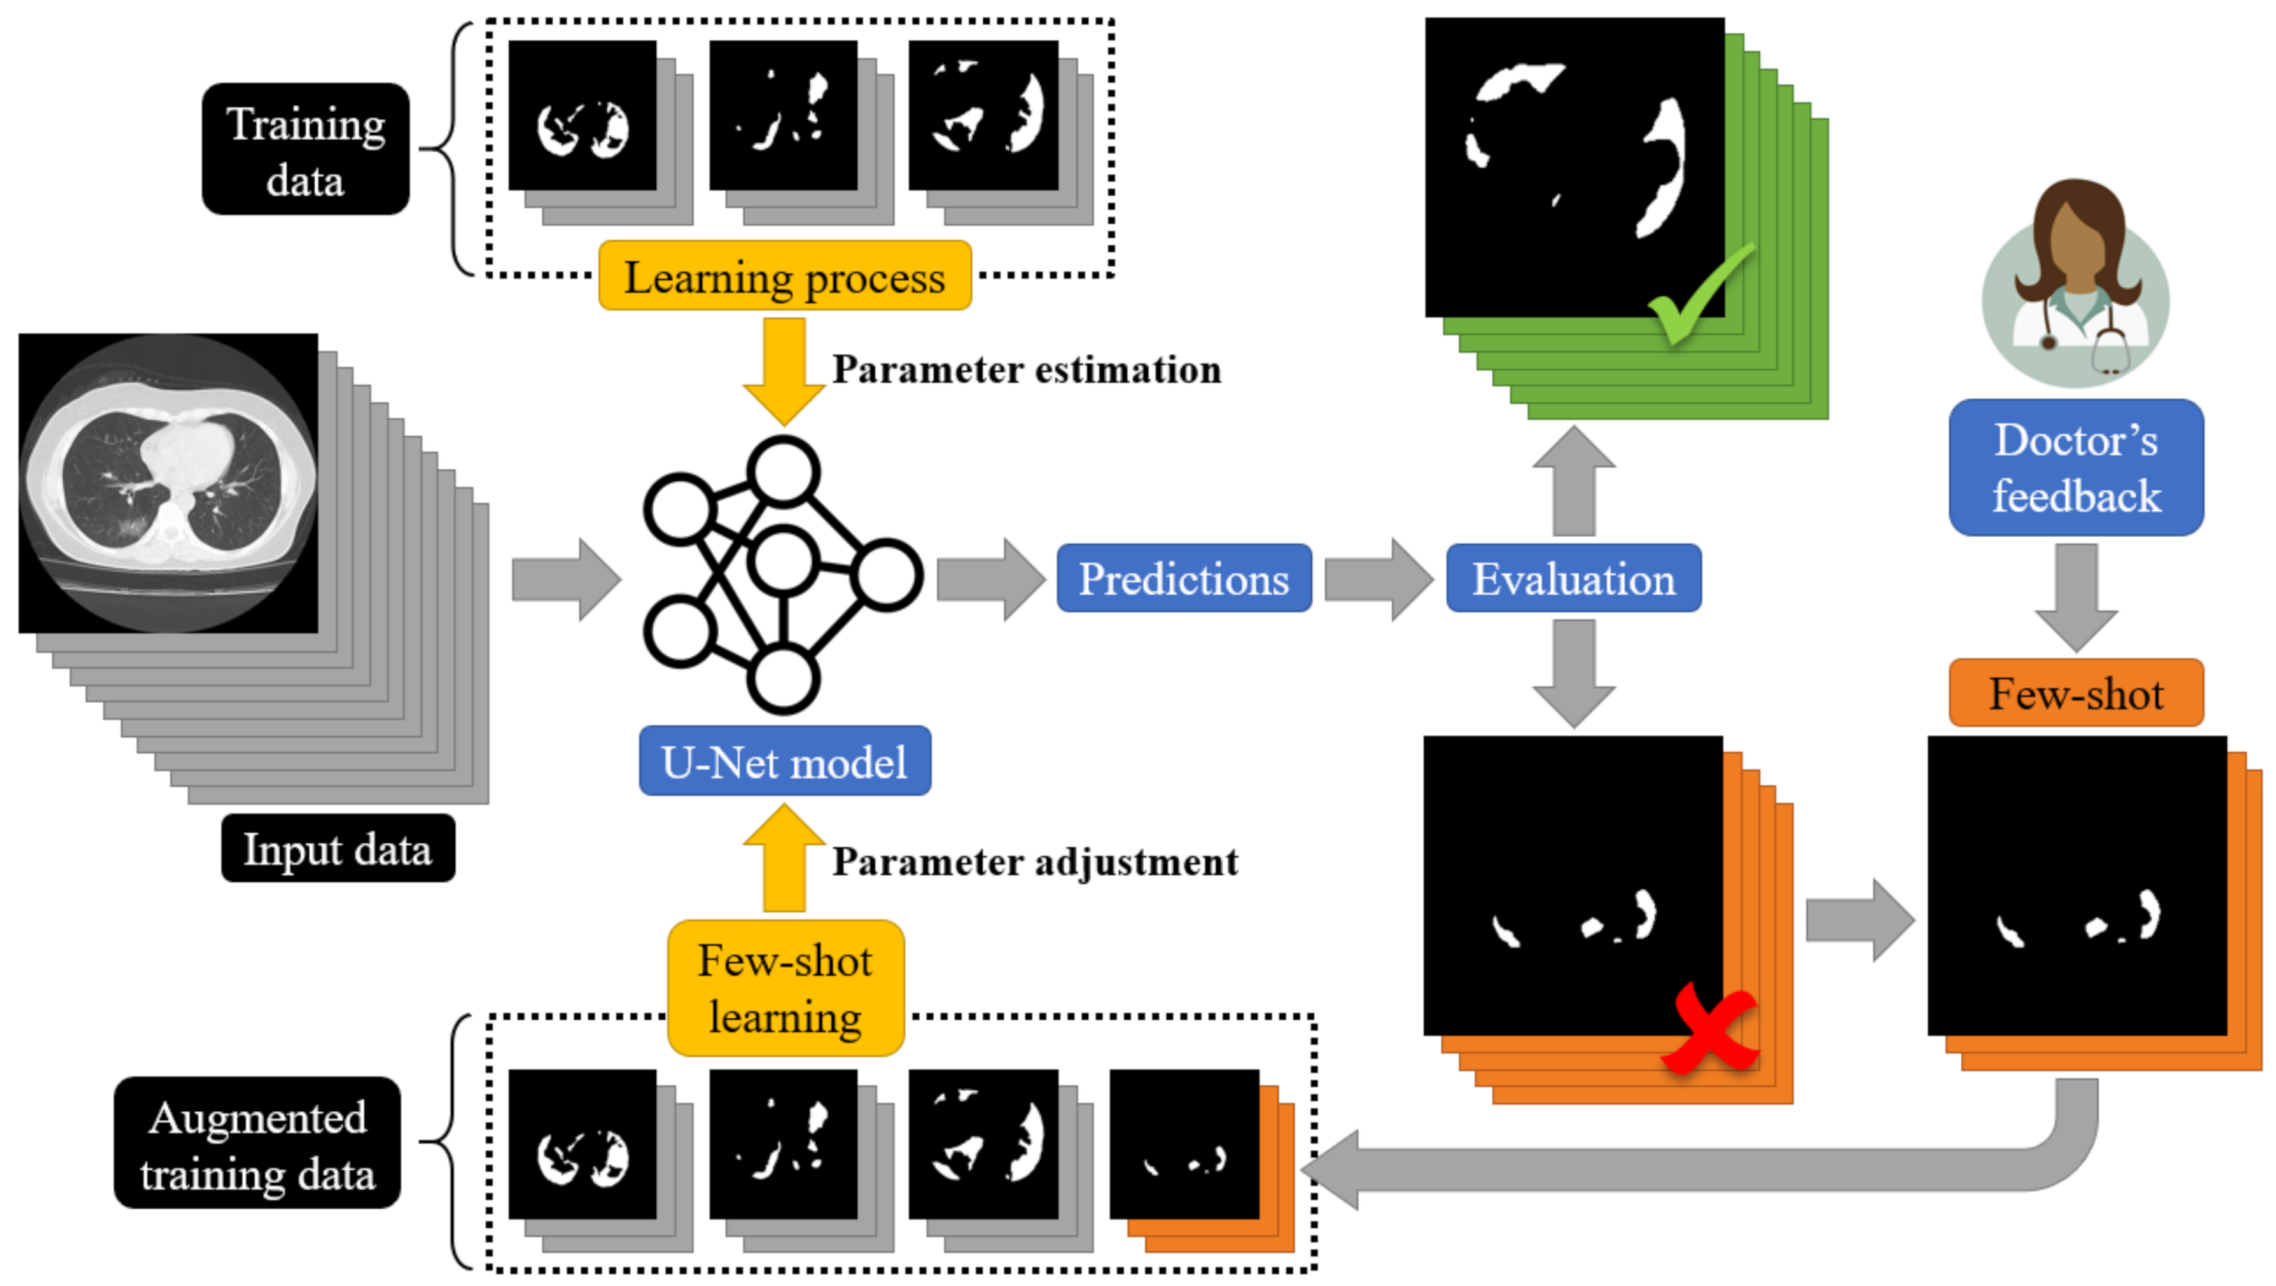 Training
data
Learning process
Parameter estimation
Doctor’s
feedback
Predictions
Evaluation
Few-shot
U-Net model
Input data
Parameter adjustment
Few-shot
learning
Augmented
training data